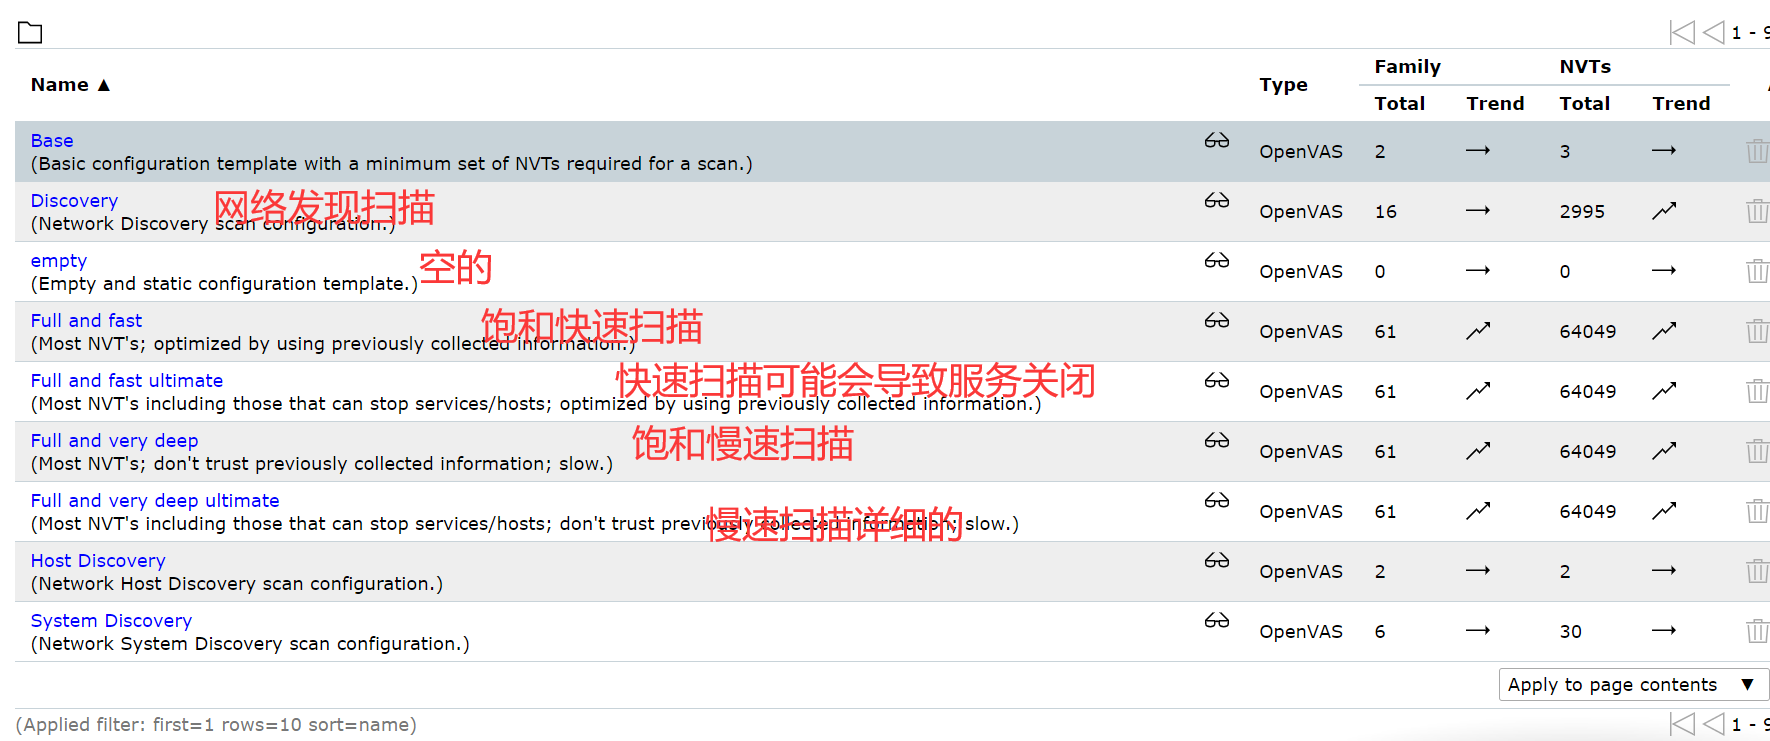 1 - 9
Name ▲
Type
Family
NVTs
Total
Trend
Total
Trend
Base
(Basic configuration template with a minimum set of NVTs required for a scan.)
OpenVAS
2
3
Discovery
网络发现扫描
(Network Discovery scan configuration.)
OpenVAS
16
2995
empty
空的
(Empty and static configuration template.)
OpenVAS
0
0
Full and fast
饱和快速扫描
(Most NVT's; optimized by using previously collected information.)
OpenVAS
61
64049
Full and fast ultimate
快速扫描可能会导致服务关闭
(Most NVT's including those that can stop services/hosts; optimized by using previously collected information.)
OpenVAS
61
64049
Full and very deep
饱和慢速扫描
(Most NVT's; don't trust previously collected information; slow.)
OpenVAS
61
64049
Full and very deep ultimate
慢速扫描详细的
(Most NVT's including those that can stop services/hosts; don't trust previously collected information; slow.)
OpenVAS
61
64049
Host Discovery
(Network Host Discovery scan configuration.)
OpenVAS
2
2
System Discovery
(Network System Discovery scan configuration.)
OpenVAS
6
30
Apply to page contents ▼
(Applied filter: first=1 rows=10 sort=name)
1 - 9